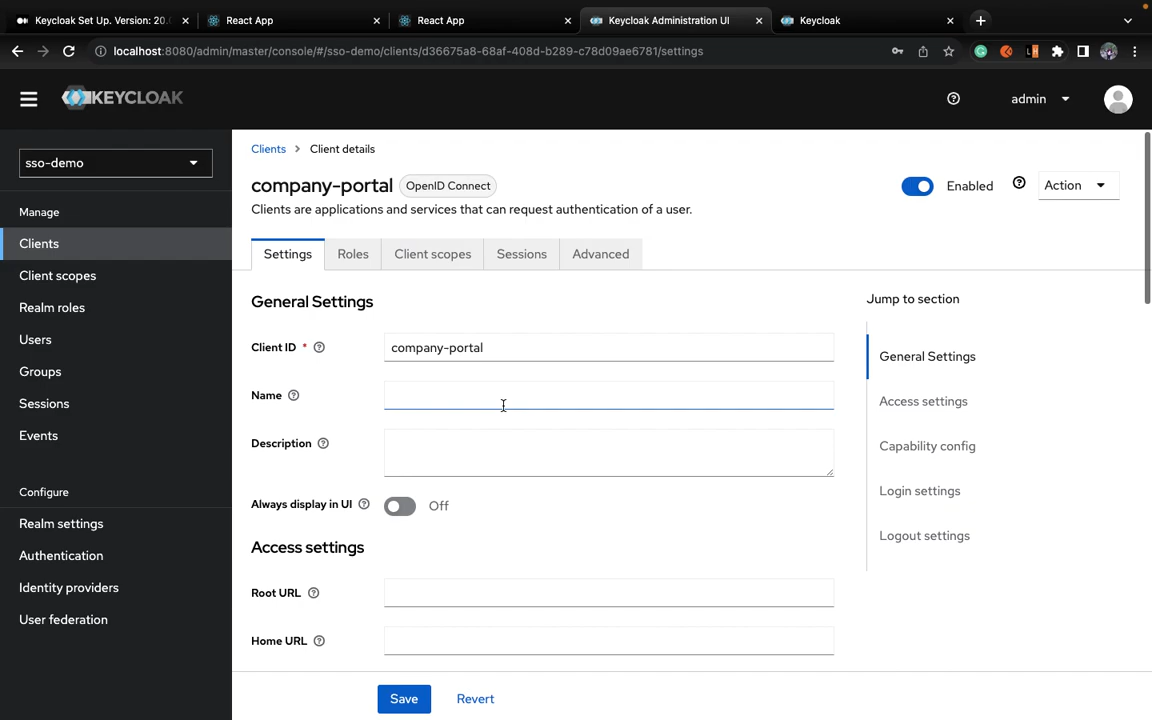 Keycloak Set Up. Version: 20.
React App
React App
Keycloak Administration UI
Keycloak
localhost:8080/admin/master/console/#/sso-demo/clients/d36675a8-68af-408d-b289-c78d09ae6781/settings
KEYCLOAK
admin
sso-demo
Manage
Clients
Client scopes
Realm roles
Users
Groups
Sessions
Events
Configure
Realm settings
Authentication
Identity providers
User federation
Clients > Client details
company-portal OpenID Connect
Enabled
Action
Clients are applications and services that can request authentication of a user.
Settings
Roles
Client scopes
Sessions
Advanced
General Settings
Client ID *
company-portal
Name
Description
Always display in UI
Off
Access settings
Root URL
Home URL
Save
Revert
Jump to section
General Settings
Access settings
Capability config
Login settings
Logout settings